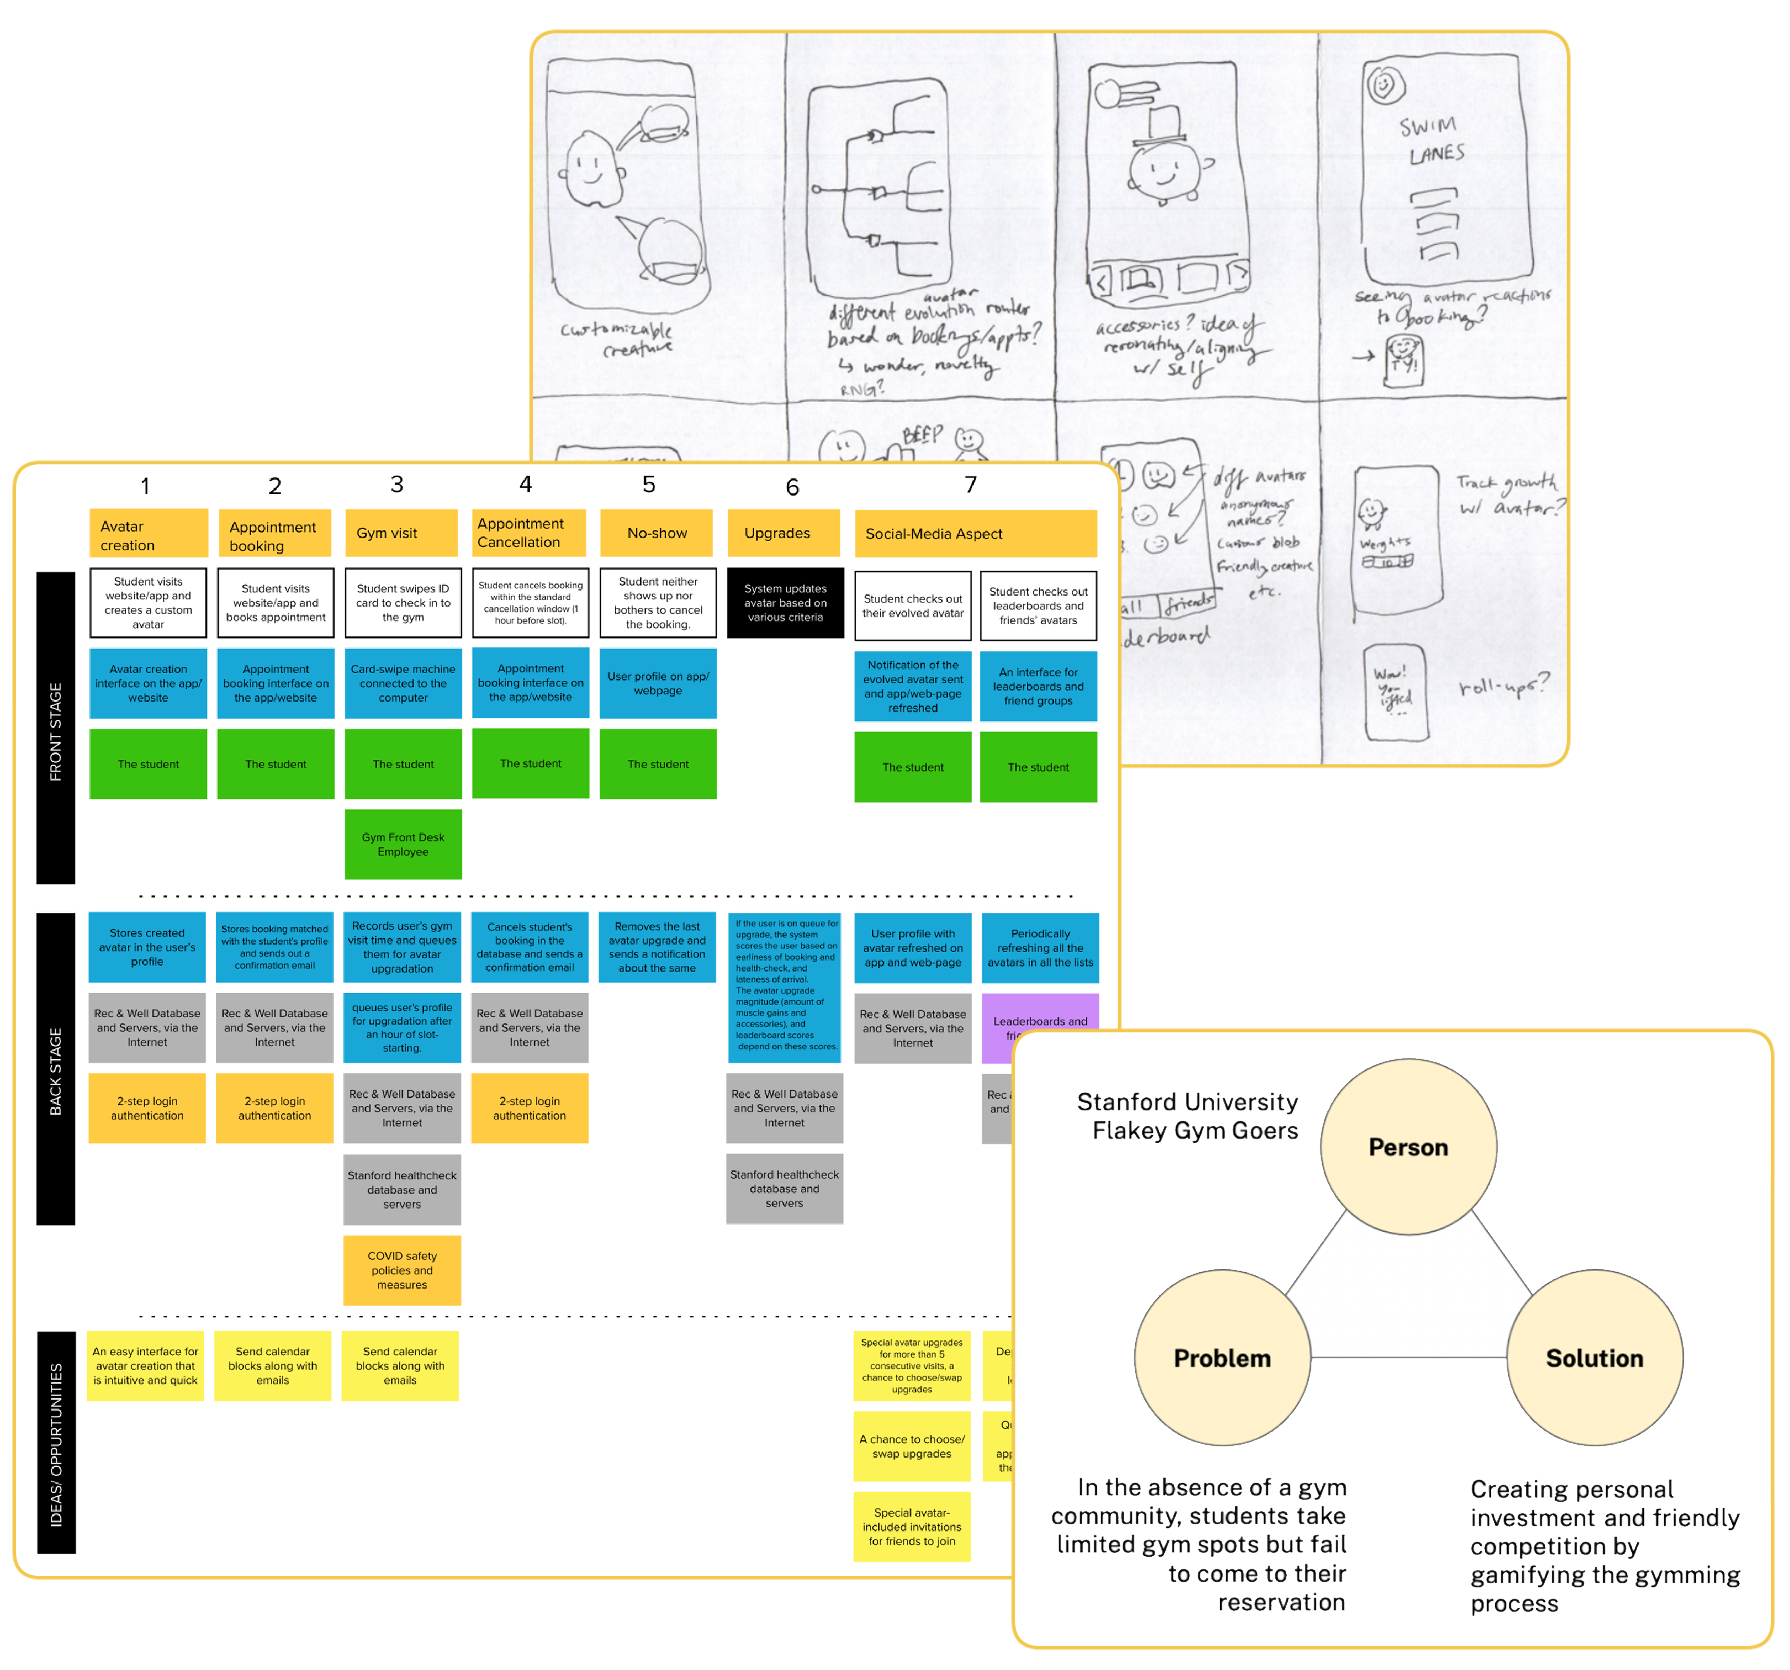 SWIM
LANES
customizable
creature
avatar
different evolution routes
based on bookings/appts?
↳ wonder, novelty
RNG?
accessories? idea of
resonating/aligning
w/ self
seeing avatar reactions
to booking?
→
TY!
BEEP
diff avatars
anonymous
names?
Custom blob
Friendly creature
etc.
3.
all
friends
derboard
Track growth
w/ avatar?
Weights
10
Wow!
You
lifted
...
roll-ups?
1
2
3
4
5
6
7
Avatar
creation
Appointment
booking
Gym visit
Appointment
Cancellation
No-show
Upgrades
Social-Media Aspect
FRONT STAGE
Student visits
website/app and
creates a custom
avatar
Student visits
website/app and
books appointment
Student swipes ID
card to check in to
the gym
Student cancels booking
within the standard
cancellation window (1
hour before slot).
Student neither
shows up nor
bothers to cancel
the booking.
System updates
avatar based on
various criteria
Student checks out
their evolved avatar
Student checks out
leaderboards and
friends' avatars
Avatar creation
interface on the app/
website
Appointment
booking interface on
the app/website
Card-swipe machine
connected to the
computer
Appointment
booking interface on
the app/website
User profile on app/
webpage
Notification of the
evolved avatar sent
and app/web-page
refreshed
An interface for
leaderboards and
friend groups
The student
The student
The student
The student
The student
The student
The student
Gym Front Desk
Employee
BACK STAGE
Stores created
avatar in the user's
profile
Stores booking matched
with the student's profile
and sends out a
confirmation email
Records user's gym
visit time and queues
them for avatar
upgradation
Cancels student's
booking in the
database and sends a
confirmation email
Removes the last
avatar upgrade and
sends a notification
about the same
If the user is on queue for
upgrade, the system
scores the user based on
earliness of booking and
health-check, and
lateness of arrival.
The avatar upgrade
magnitude (amount of
muscle gains and
accessories), and
leaderboard scores
depend on these scores.
User profile with
avatar refreshed on
app and web-page
Periodically
refreshing all the
avatars in all the lists
Rec & Well Database
and Servers, via the
Internet
Rec & Well Database
and Servers, via the
Internet
queues user's profile
for upgradation after
an hour of slot-
starting.
Rec & Well Database
and Servers, via the
Internet
Rec & Well Database
and Servers, via the
Internet
Leaderboards and
frie
2-step login
authentication
2-step login
authentication
Rec & Well Database
and Servers, via the
Internet
2-step login
authentication
Rec & Well Database
and Servers, via the
Internet
Rec
and
Stanford healthcheck
database and
servers
Stanford healthcheck
database and
servers
COVID safety
policies and
measures
IDEAS/ OPPURTUNITIES
An easy interface for
avatar creation that
is intuitive and quick
Send calendar
blocks along with
emails
Send calendar
blocks along with
emails
Special avatar upgrades
for more than 5
consecutive visits, a
chance to choose/swap
upgrades
De
A chance to choose/
swap upgrades
app
the
Special avatar-
included invitations
for friends to join
Stanford University
Flakey Gym Goers
Person
Problem
Solution
In the absence of a gym
community, students take
limited gym spots but fail
to come to their
reservation
Creating personal
investment and friendly
competition by
gamifying the gymming
process